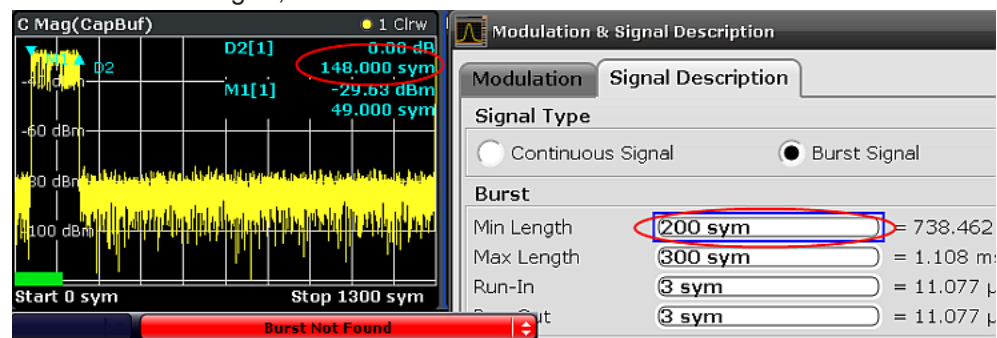 C Mag(CapBuf) 1 Clrw
D2[1] 0.00 dB
148.000 sym
M1[1] -29.63 dBm
49.000 sym
M1 D2
-60 dBm
-80 dBm
-100 dBm
Start 0 sym Stop 1300 sym
Burst Not Found
Modulation & Signal Description
Modulation Signal Description
Signal Type
Continuous Signal Burst Signal
Burst
Min Length 200 sym = 738.462
Max Length 300 sym = 1.108 ms
Run-In 3 sym = 11.077 µ
3 sym = 11.077 µ